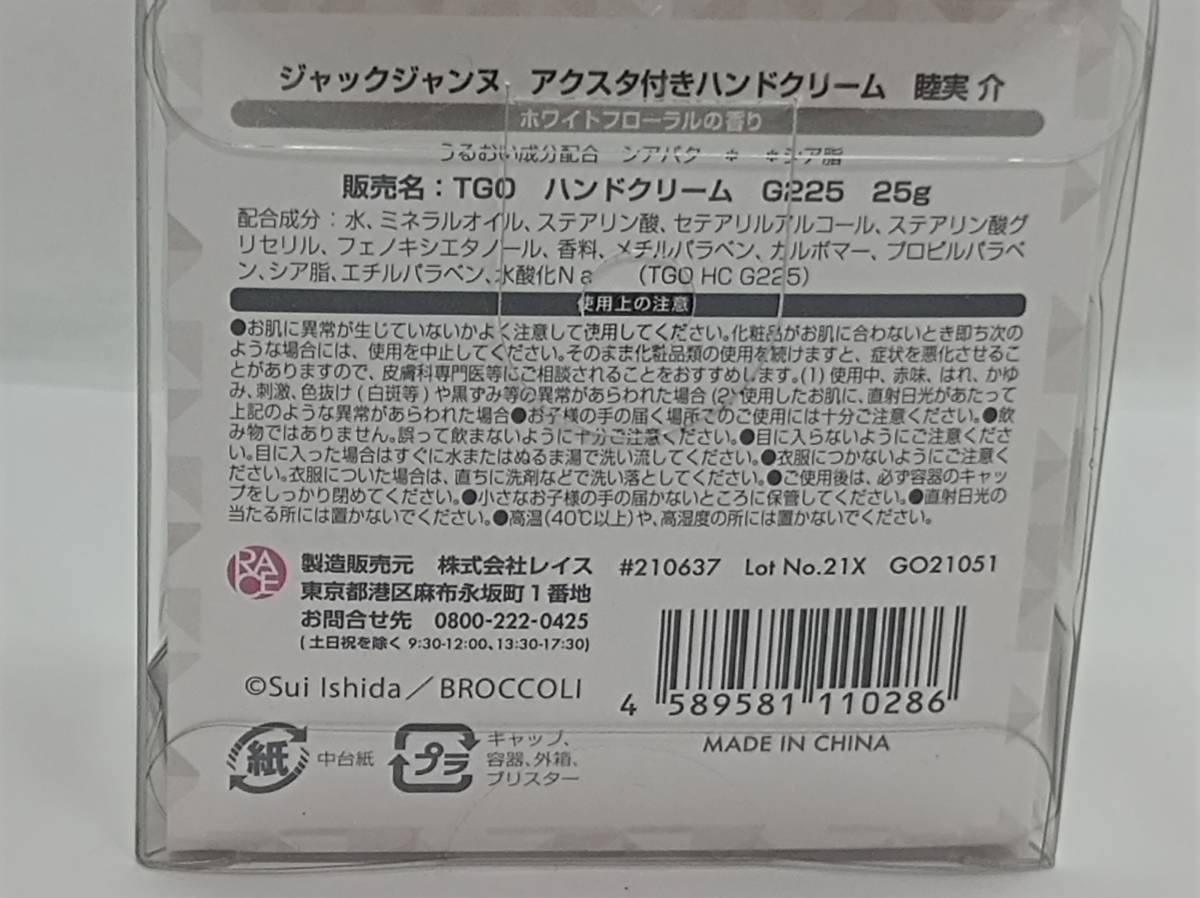 ジャックジャンヌ　アクスタ付きハンドクリーム　睦実 介
ホワイトフローラルの香り
うるおい成分配合　シアバター＊　＊シア脂
販売名：TGO　ハンドクリーム　G225　25g
配合成分：水、ミネラルオイル、ステアリン酸、セテアリルアルコール、ステアリン酸グ
リセリル、フェノキシエタノール、香料、メチルパラベン、カルボマー、プロピルパラベ
ン、シア脂、エチルパラベン、水酸化Ｎａ　（TGO HC G225）
使用上の注意
●お肌に異常が生じていないかよく注意して使用してください。化粧品がお肌に合わないとき即ち次の
ような場合には、使用を中止してください。そのまま化粧品類の使用を続けますと、症状を悪化させるこ
とがありますので、皮膚科専門医等にご相談されることをおすすめします。(1) 使用中、赤味、はれ、かゆ
み、刺激、色抜け(白斑等)や黒ずみ等の異常があらわれた場合 (2) 使用したお肌に、直射日光があたって
上記のような異常があらわれた場合●お子様の手の届く場所でのご使用には十分ご注意ください。●飲
み物ではありません。誤って飲まないように十分ご注意ください。●目に入らないようにご注意くださ
い。目に入った場合はすぐに水またはぬるま湯で洗い流してください。●衣服につかないようにご注意く
ださい。衣服についた場合は、直ちに洗剤などで洗い落としてください。●ご使用後は、必ず容器のキャッ
プをしっかり閉めてください。●小さなお子様の手の届かないところに保管してください。●直射日光の
当たる所には置かないでください。●高温(40℃以上)や、高湿度の所には置かないでください。
RACE
製造販売元　株式会社レイス　#210637　Lot No.21X　GO21051
東京都港区麻布永坂町１番地
お問合せ先　0800-222-0425
(土日祝を除く 9:30-12:00、13:30-17:30)
©Sui Ishida／BROCCOLI
4 589581 110286
MADE IN CHINA
紙 中台紙
プラ キャップ、
容器、外箱、
ブリスター